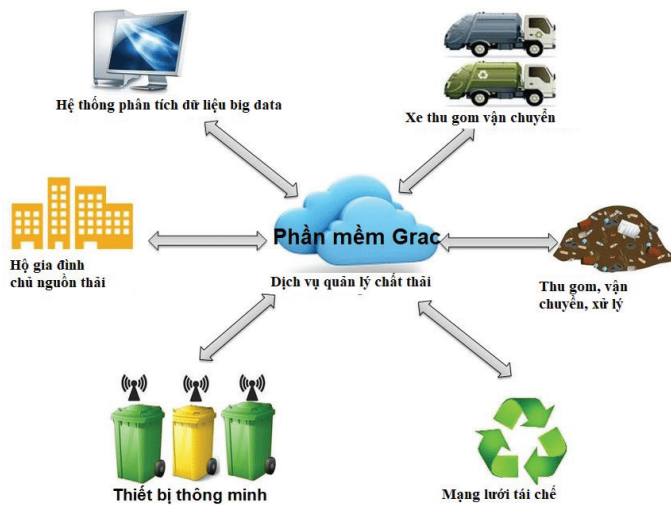 Hệ thống phân tích dữ liệu big data
Xe thu gom vận chuyển
Phần mềm Grac
Dịch vụ quản lý chất thải
Hộ gia đình
chủ nguồn thải
Thu gom, vận
chuyển, xử lý
Thiết bị thông minh
Mạng lưới tái chế